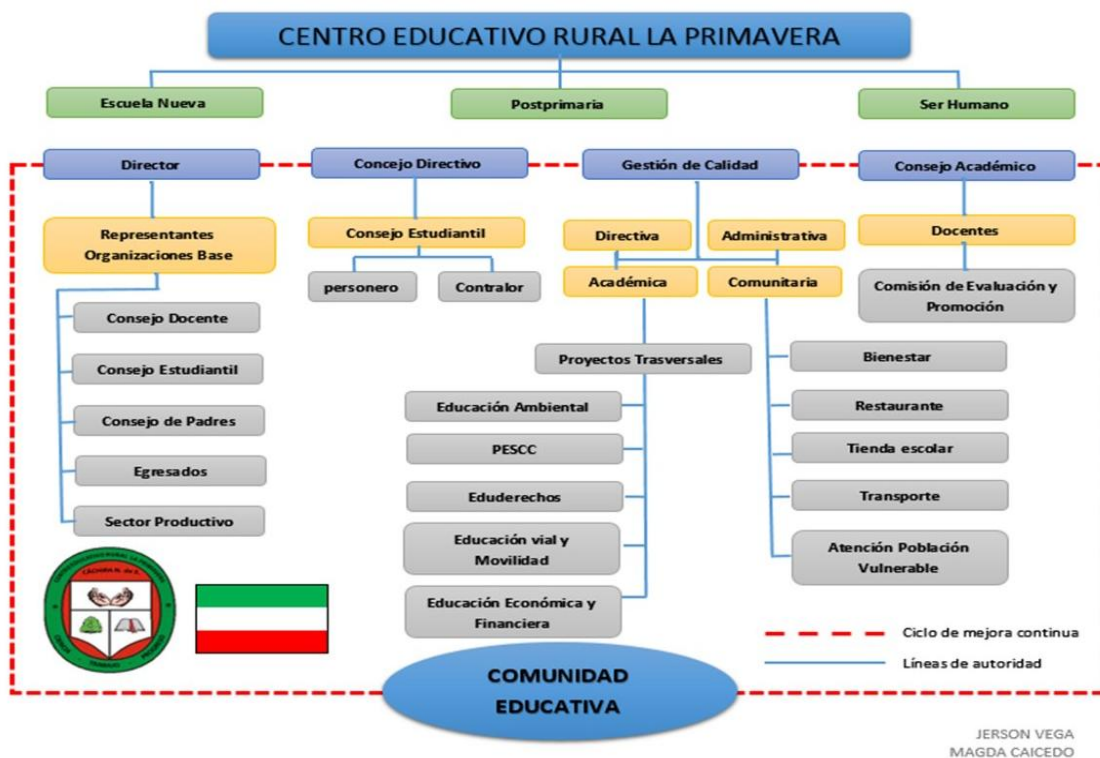 CENTRO EDUCATIVO RURAL LA PRIMAVERA
Escuela Nueva
Postprimaria
Ser Humano
Director
Concejo Directivo
Gestión de Calidad
Consejo Académico
Representantes
Organizaciones Base
Consejo Estudiantil
Directiva
Administrativa
Docentes
personero
Contralor
Académica
Comunitaria
Comisión de Evaluación y
Promoción
Consejo Docente
Consejo Estudiantil
Consejo de Padres
Egresados
Sector Productivo
Proyectos Trasversales
Educación Ambiental
PESCC
Eduderechos
Educación vial y
Movilidad
Educación Económica y
Financiera
Bienestar
Restaurante
Tienda escolar
Transporte
Atención Población
Vulnerable
Ciclo de mejora continua
Líneas de autoridad
COMUNIDAD
EDUCATIVA
JERSON VEGA
MAGDA CAICEDO